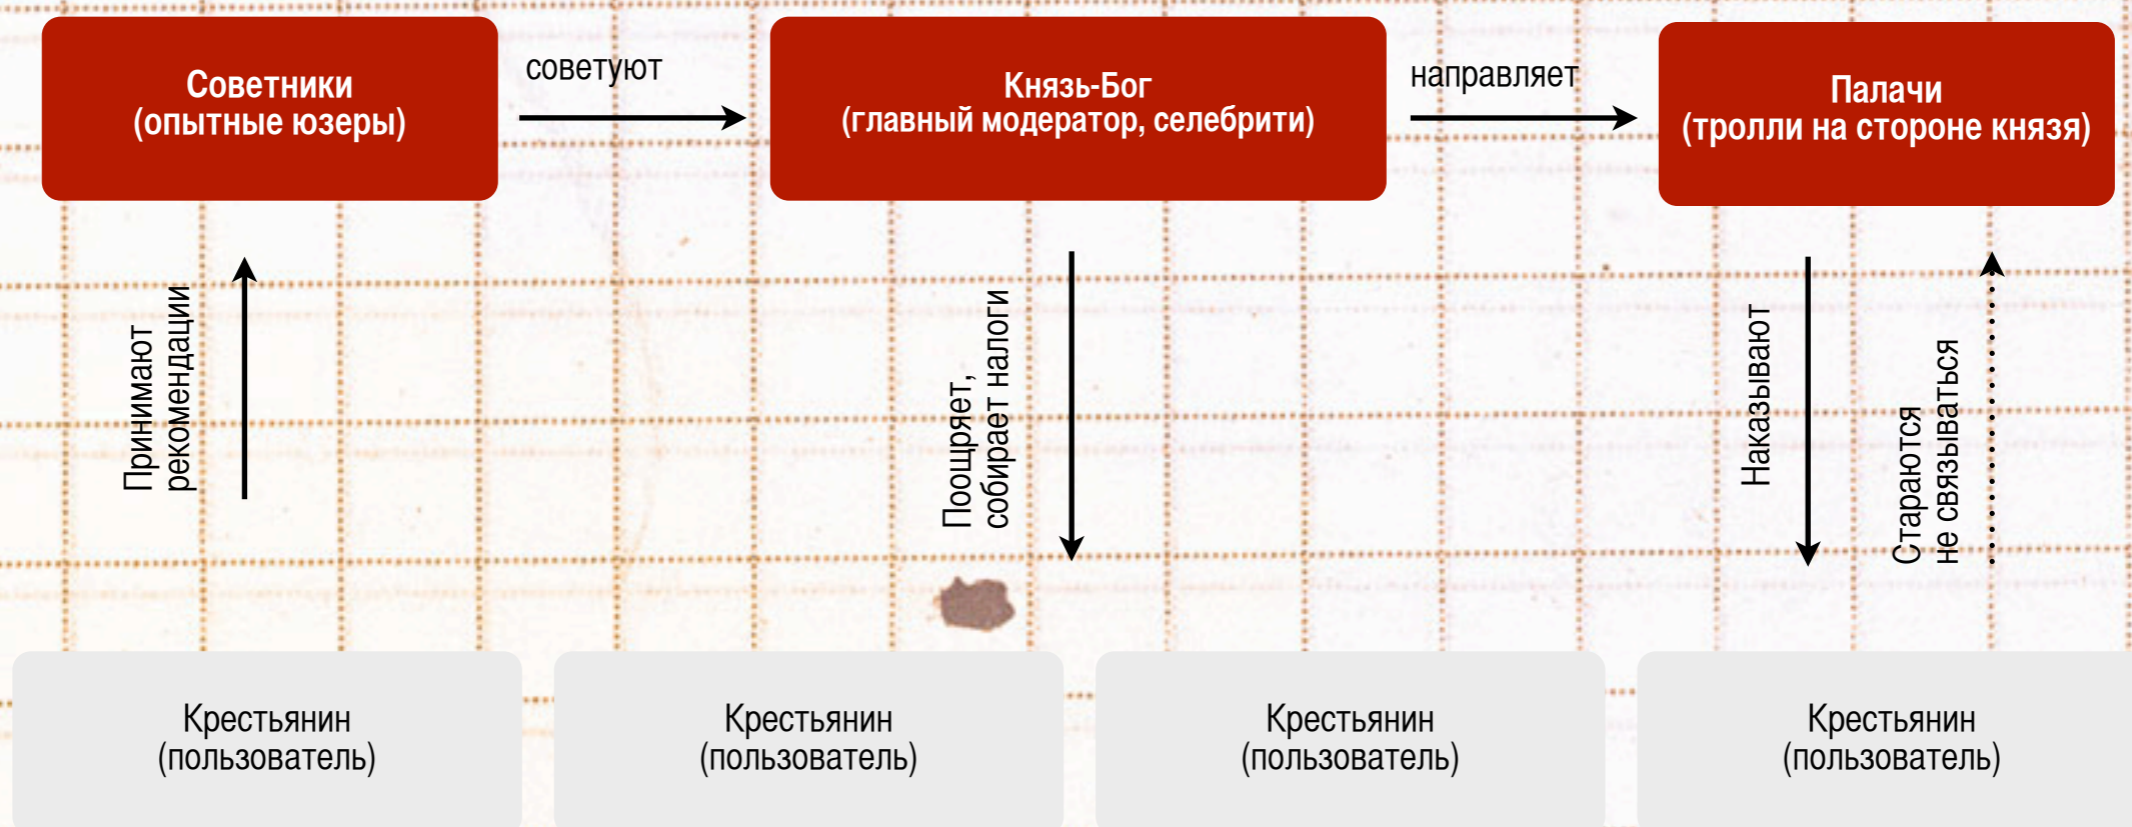 Советники
(опытные юзеры)
советуют
Князь-Бог
(главный модератор, селебрити)
направляет
Палачи
(тролли на стороне князя)
Принимают
рекомендации
Поощряет,
собирает налоги
Наказывают
Стараются
не связываться
Крестьянин
(пользователь)
Крестьянин
(пользователь)
Крестьянин
(пользователь)
Крестьянин
(пользователь)